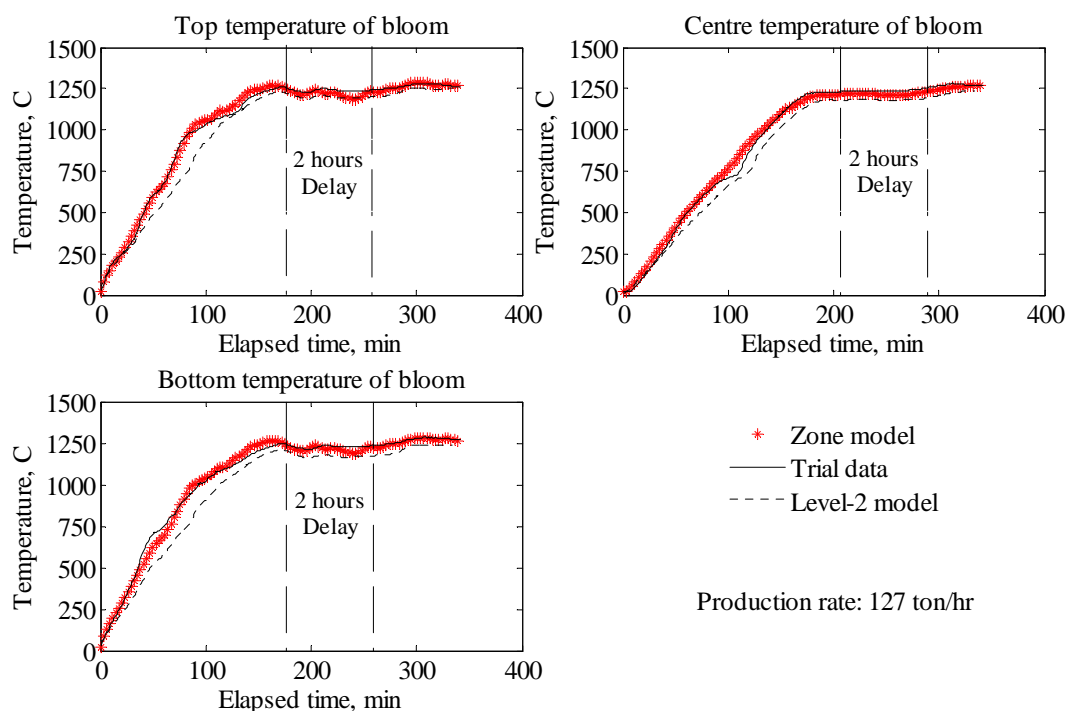 Top temperature of bloom
1500
1250
1000
750
500
250
0
Temperature, C
2 hours
Delay
0 100 200 300 400
Elapsed time, min
Centre temperature of bloom
1500
1250
1000
750
500
250
0
Temperature, C
2 hours
Delay
0 100 200 300 400
Elapsed time, min
Bottom temperature of bloom
1500
1250
1000
750
500
250
0
Temperature, C
2 hours
Delay
0 100 200 300 400
Elapsed time, min
Zone model
Trial data
Level-2 model
Production rate: 127 ton/hr